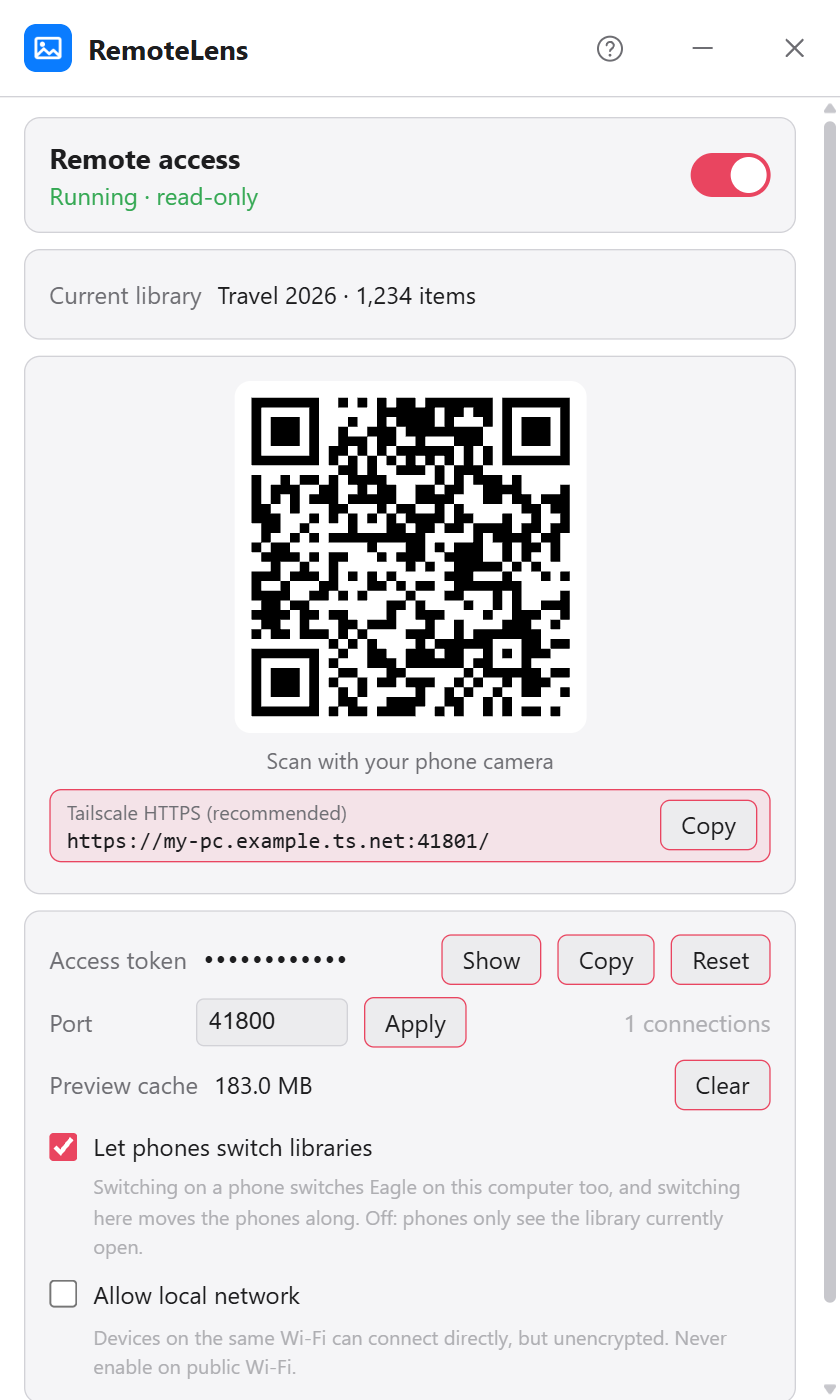 RemoteLens
Remote access
Running · read-only
Current library Travel 2026 · 1,234 items
Scan with your phone camera
Tailscale HTTPS (recommended)
https://my-pc.example.ts.net:41801/
Copy
Access token •••••••••••• Show Copy Reset
Port 41800 Apply 1 connections
Preview cache 183.0 MB Clear
Let phones switch libraries
Switching on a phone switches Eagle on this computer too, and switching
here moves the phones along. Off: phones only see the library currently
open.
Allow local network
Devices on the same Wi-Fi can connect directly, but unencrypted. Never
enable on public Wi-Fi.